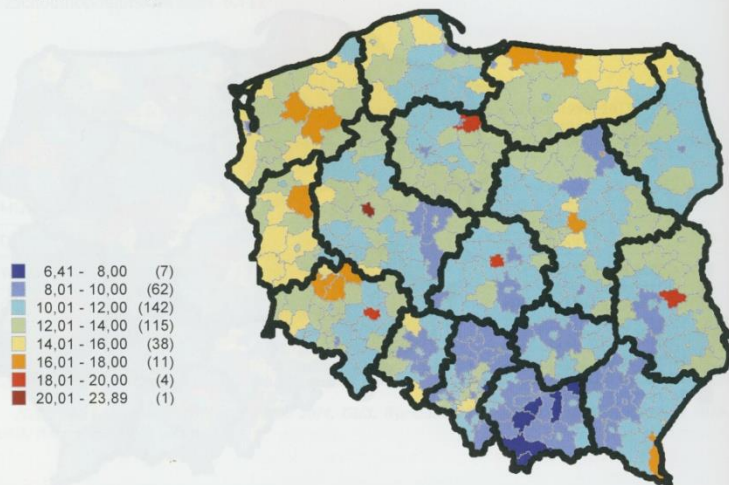 6,41 - 8,00 (7)
8,01 - 10,00 (62)
10,01 - 12,00 (142)
12,01 - 14,00 (115)
14,01 - 16,00 (38)
16,01 - 18,00 (11)
18,01 - 20,00 (4)
20,01 - 23,89 (1)